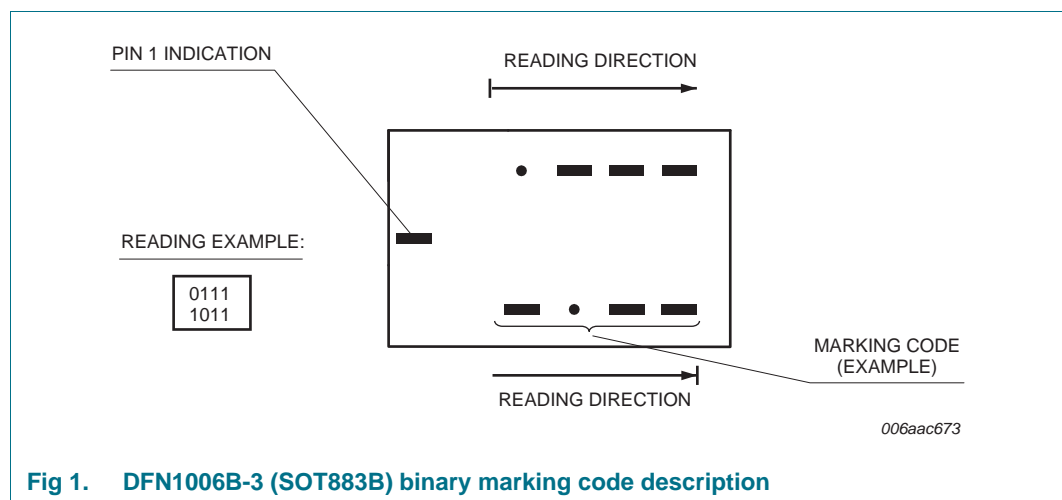 PIN 1 INDICATION
READING DIRECTION
READING EXAMPLE:
0111
1011
MARKING CODE
(EXAMPLE)
READING DIRECTION
006aac673
Fig 1. DFN1006B-3 (SOT883B) binary marking code description